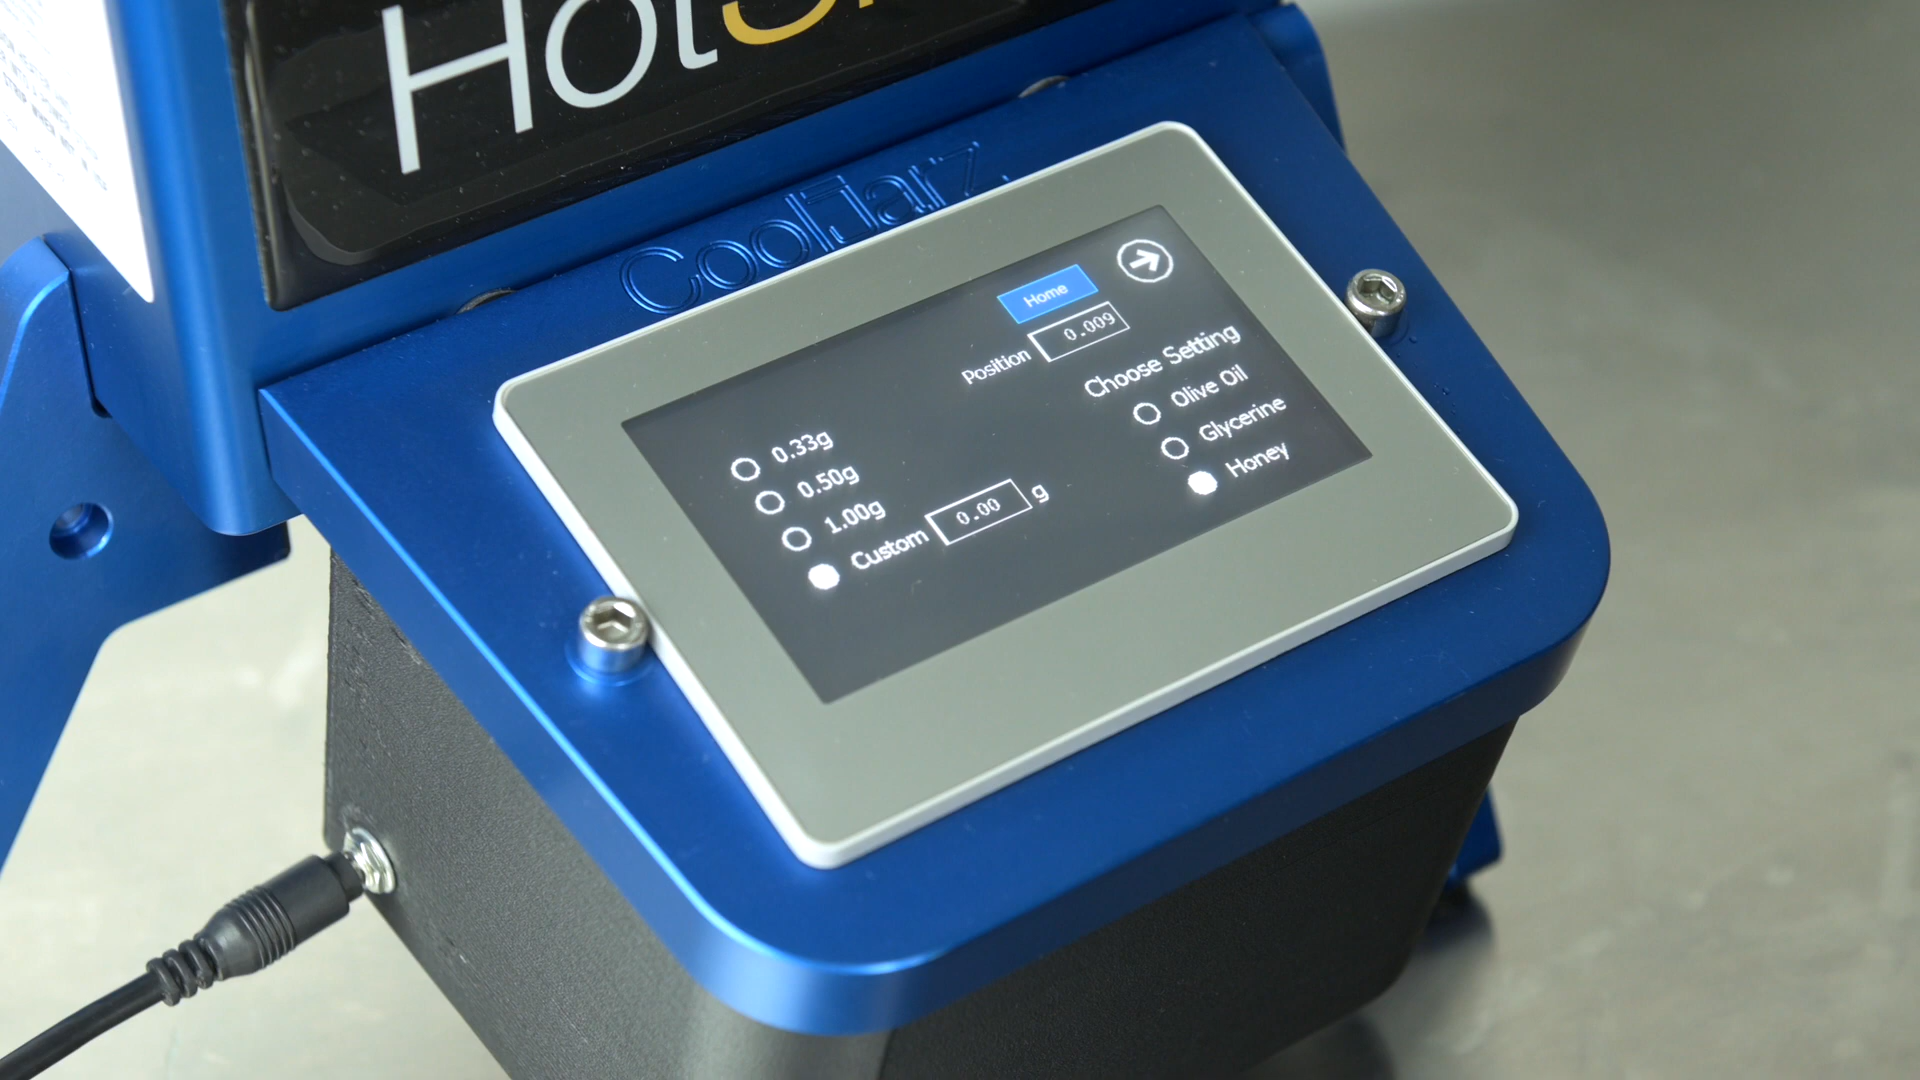 Hot
CoolJarz
Home
Position 0.009
Choose Setting
Olive Oil
Glycerine
Honey
0.33g
0.50g
1.00g
Custom 0.00 g